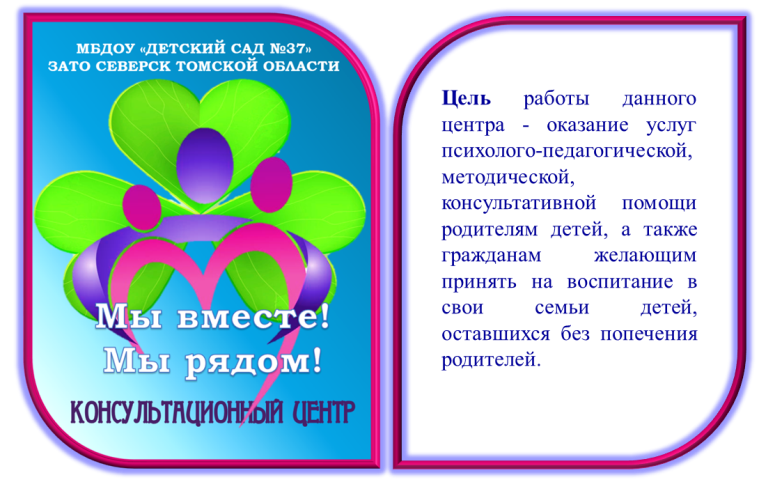 МБДОУ «ДЕТСКИЙ САД №37»
ЗАТО СЕВЕРСК ТОМСКОЙ ОБЛАСТИ
Мы вместе!
Мы рядом!
КОНСУЛЬТАЦИОННЫЙ ЦЕНТР
Цель работы данного
центра - оказание услуг
психолого-педагогической,
методической,
консультативной помощи
родителям детей, а также
гражданам желающим
принять на воспитание в
свои семьи детей,
оставшихся без попечения
родителей.